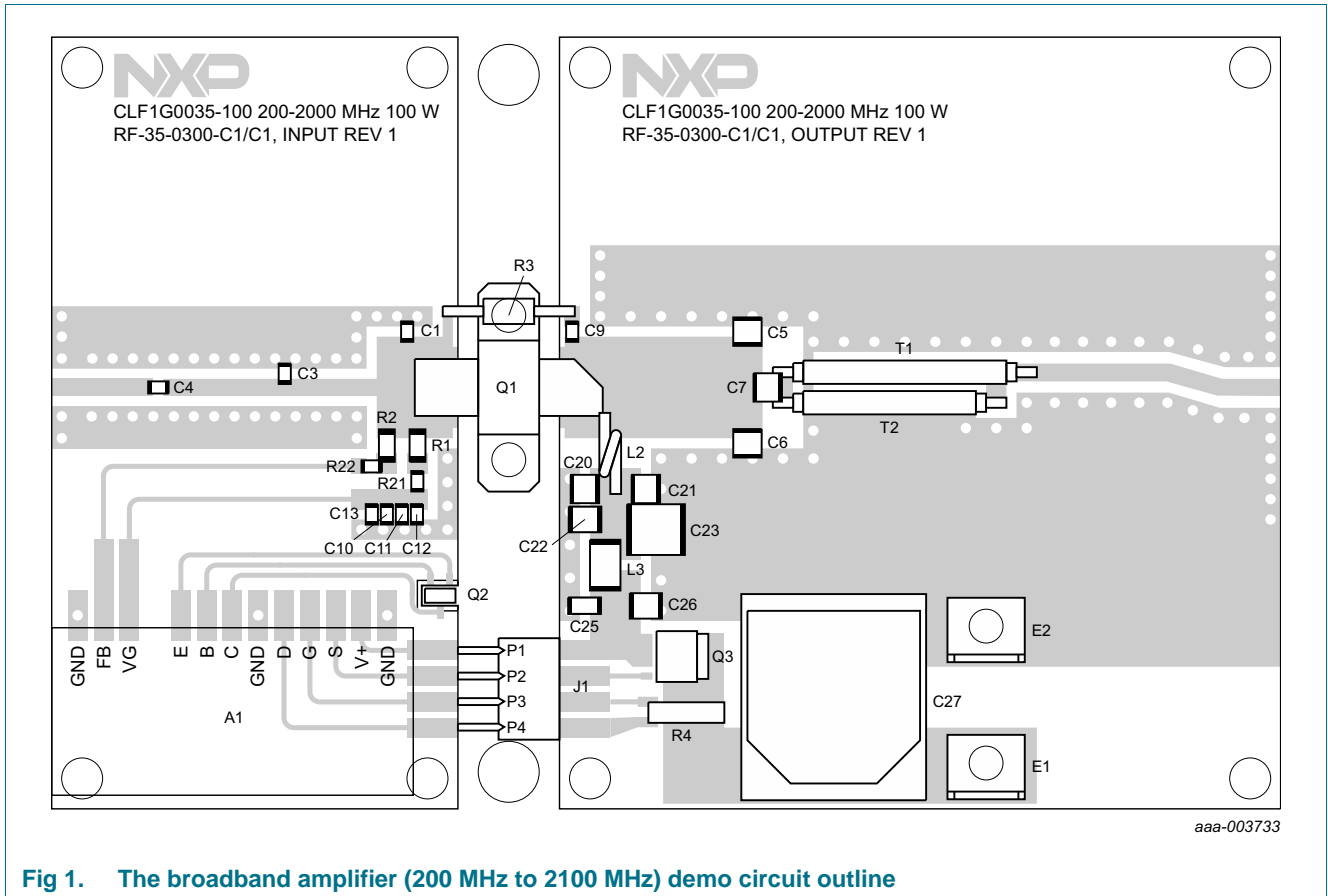 NXP
CLF1G0035-100 200-2000 MHz 100 W
RF-35-0300-C1/C1, INPUT REV 1
NXP
CLF1G0035-100 200-2000 MHz 100 W
RF-35-0300-C1/C1, OUTPUT REV 1
R3
C1
C9
C5
T1
C3
C4
Q1
C7
T2
R2
R1
C6
L2
R22
C20
R21
C21
C13
C23
C10
C11
C12
C22
L3
Q2
C26
C25
E2
GND
FB
VG
E
B
C
GND
D
G
S
V+
GND
P1
P2
P3
P4
J1
Q3
A1
R4
C27
E1
aaa-003733
Fig 1. The broadband amplifier (200 MHz to 2100 MHz) demo circuit outline